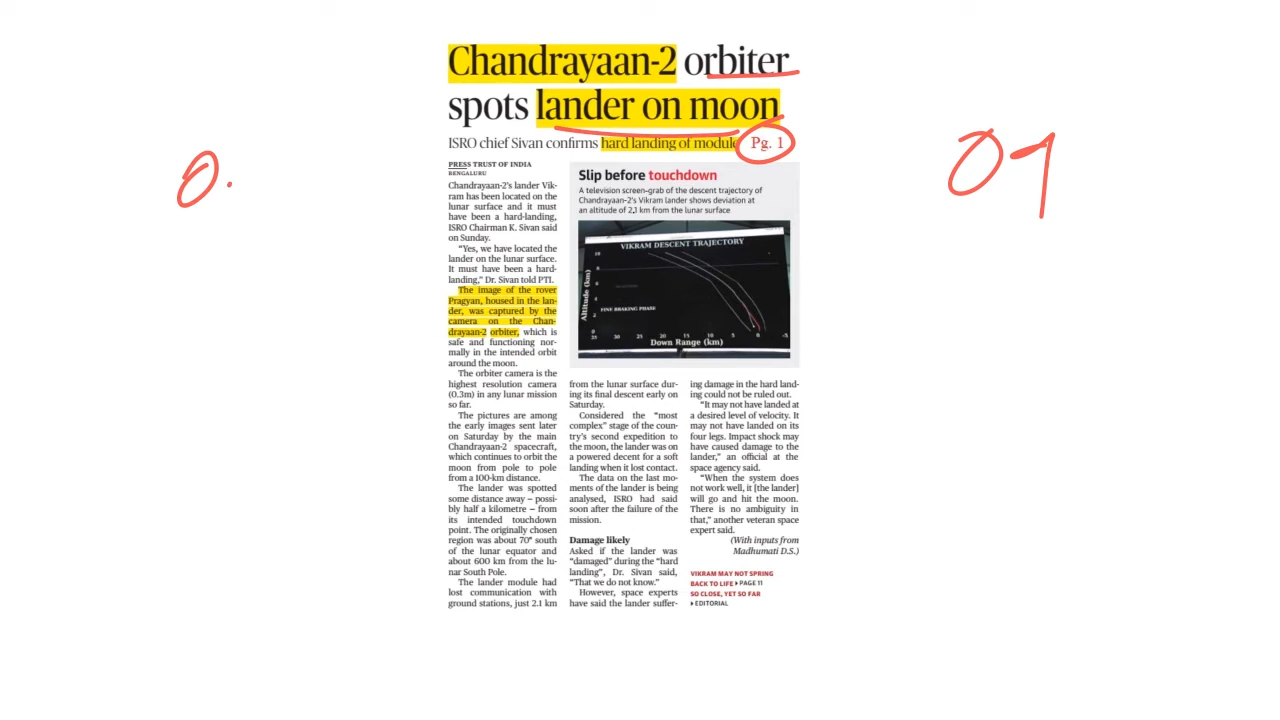 Chandrayaan-2 orbiter
spots lander on moon
ISRO chief Sivan confirms hard landing of module
Pg. 1
PRESS TRUST OF INDIA
BENGALURU
Chandrayaan-2's lander Vik-
ram has been located on the
lunar surface and it must
have been a hard-landing,
ISRO Chairman K. Sivan said
on Sunday.
"Yes, we have located the
lander on the lunar surface.
It must have been a hard-
landing," Dr. Sivan told PTI.
The image of the rover
Pragyan, housed in the lan-
der, was captured by the
camera on the Chan-
drayaan-2 orbiter, which is
safe and functioning nor-
mally in the intended orbit
around the moon.
The orbiter camera is the
highest resolution camera
(0.3m) in any lunar mission
so far.
The pictures are among
the early images sent later
on Saturday by the main
Chandrayaan-2 spacecraft,
which continues to orbit the
moon from pole to pole
from a 100-km distance.
The lander was spotted
some distance away – possi-
bly half a kilometre – from
its intended touchdown
point. The originally chosen
region was about 70° south
of the lunar equator and
about 600 km from the lu-
nar South Pole.
The lander module had
lost communication with
ground stations, just 2.1 km
Slip before touchdown
A television screen-grab of the descent trajectory of
Chandrayaan-2's Vikram lander shows deviation at
an altitude of 2.1 km from the lunar surface
VIKRAM DESCENT TRAJECTORY
Altitude (km)
10
8
6
4
2
0
FINE BRAKING PHASE
35 30 25 20 15 10 5 0 -5
Down Range (km)
from the lunar surface dur-
ing its final descent early on
Saturday.
Considered the "most
complex" stage of the coun-
try's second expedition to
the moon, the lander was on
a powered decent for a soft
landing when it lost contact.
The data on the last mo-
ments of the lander is being
analysed, ISRO had said
soon after the failure of the
mission.
Damage likely
Asked if the lander was
"damaged" during the "hard
landing", Dr. Sivan said,
"That we do not know."
However, space experts
have said the lander suffer-
ing damage in the hard land-
ing could not be ruled out.
"It may not have landed at
a desired level of velocity. It
may not have landed on its
four legs. Impact shock may
have caused damage to the
lander," an official at the
space agency said.
"When the system does
not work well, it [the lander]
will go and hit the moon.
There is no ambiguity in
that," another veteran space
expert said.
(With inputs from
Madhumati D.S.)
VIKRAM MAY NOT SPRING
BACK TO LIFE ▸ PAGE 11
SO CLOSE, YET SO FAR
▸ EDITORIAL